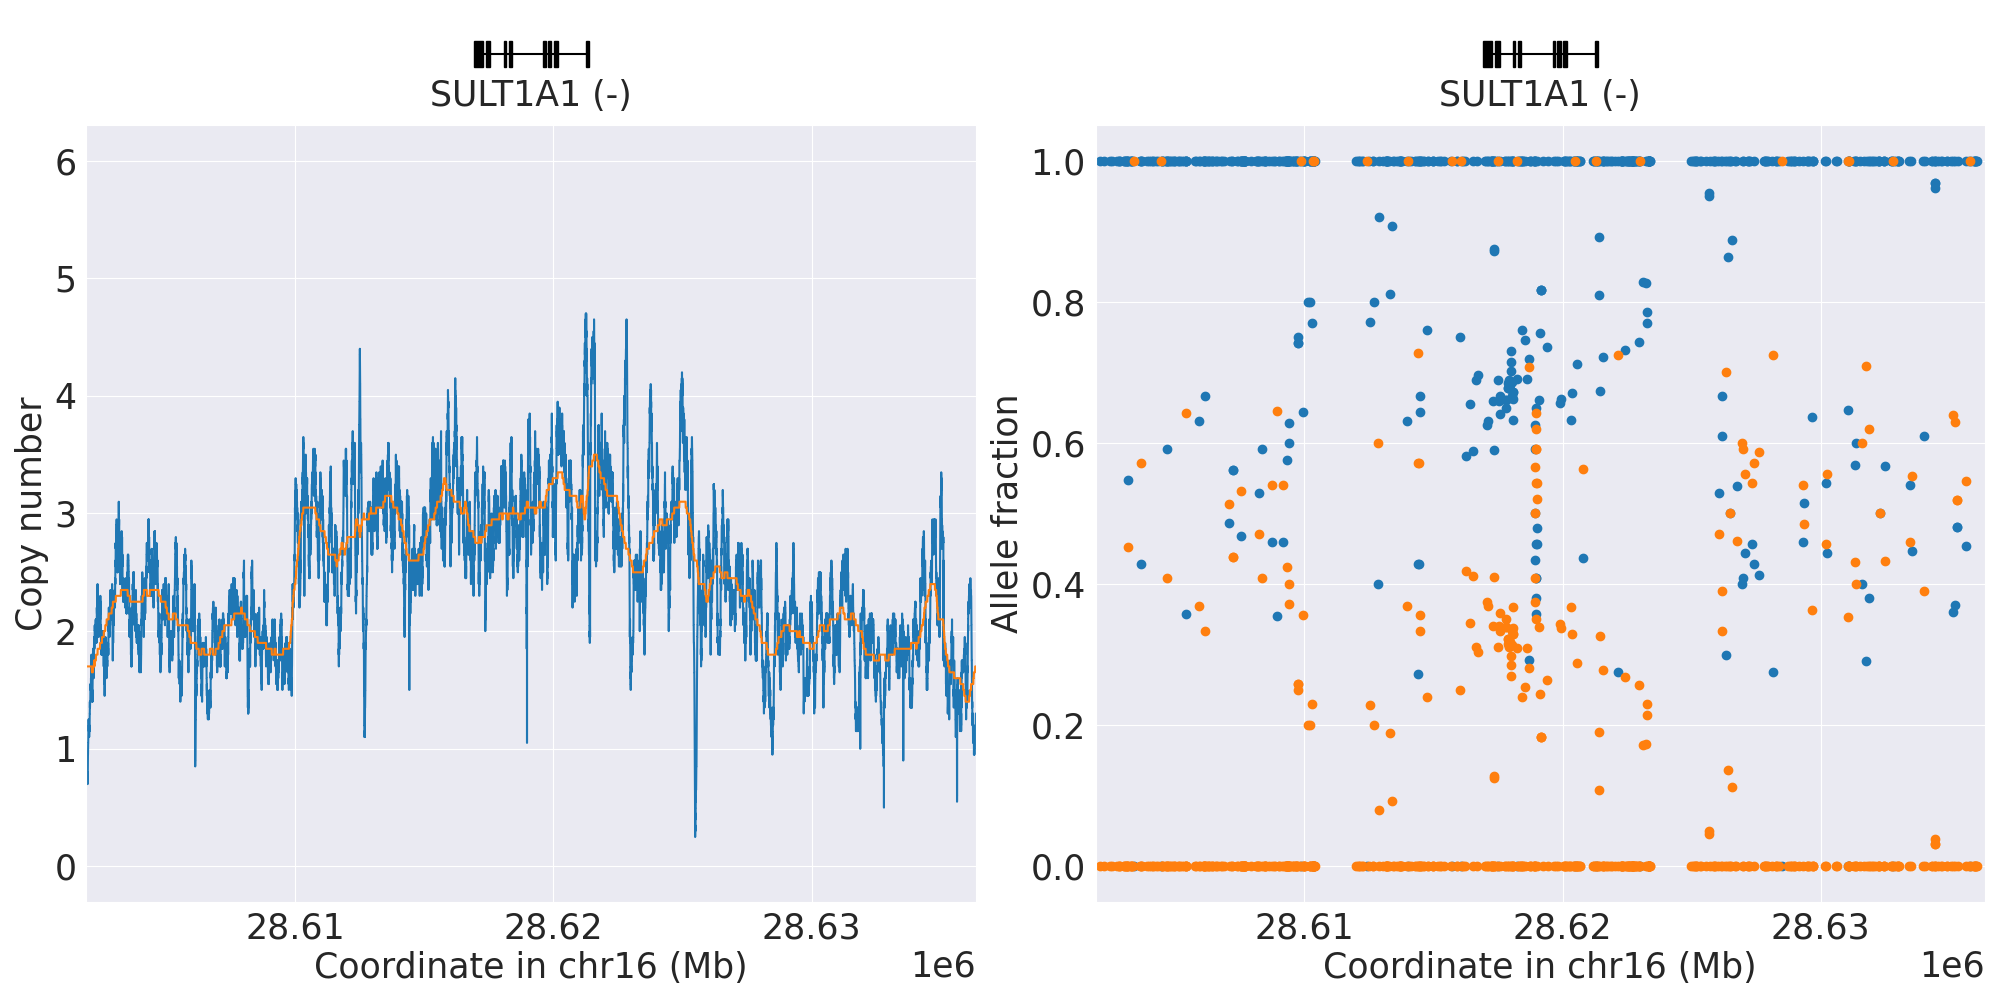 SULT1A1 (-)
6
5
4
3
2
1
0
Copy number
28.61
28.62
28.63
Coordinate in chr16 (Mb)
1e6
SULT1A1 (-)
1.0
0.8
0.6
0.4
0.2
0.0
Allele fraction
28.61
28.62
28.63
Coordinate in chr16 (Mb)
1e6